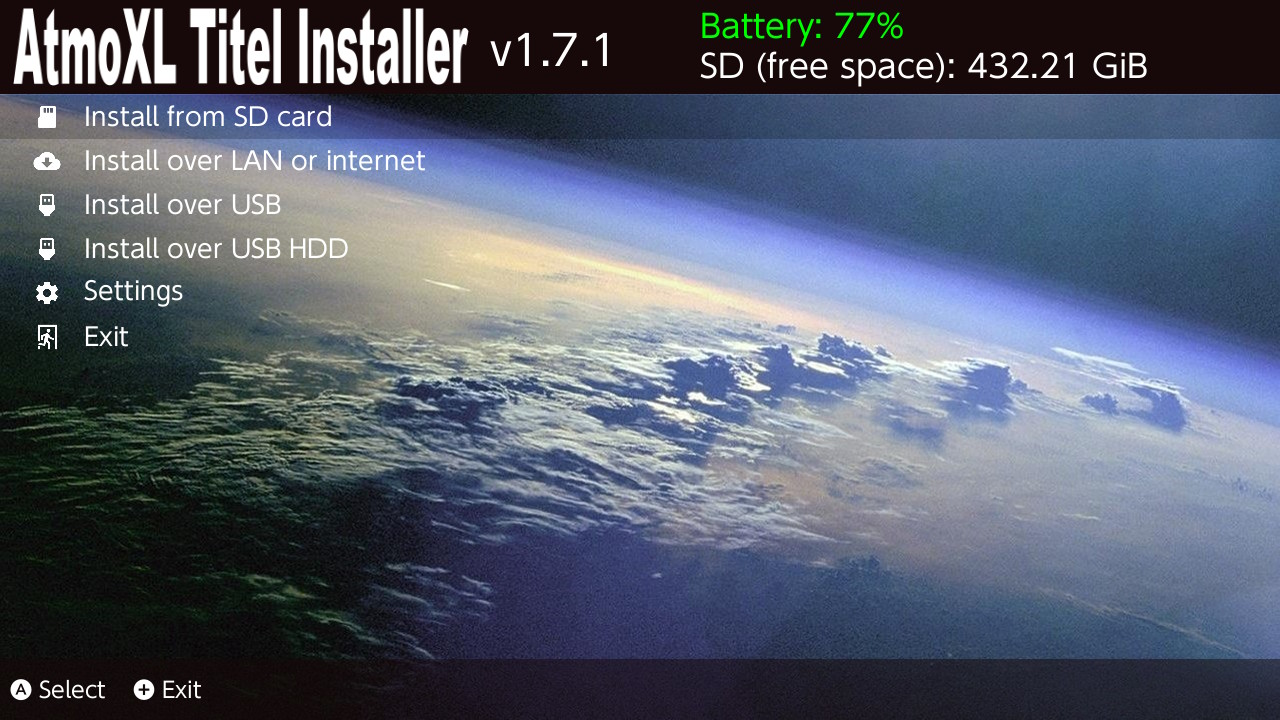 AtmoXL Titel Installer v1.7.1
Battery: 77%
SD (free space): 432.21 GiB
Install from SD card
Install over LAN or internet
Install over USB
Install over USB HDD
Settings
Exit
A Select + Exit